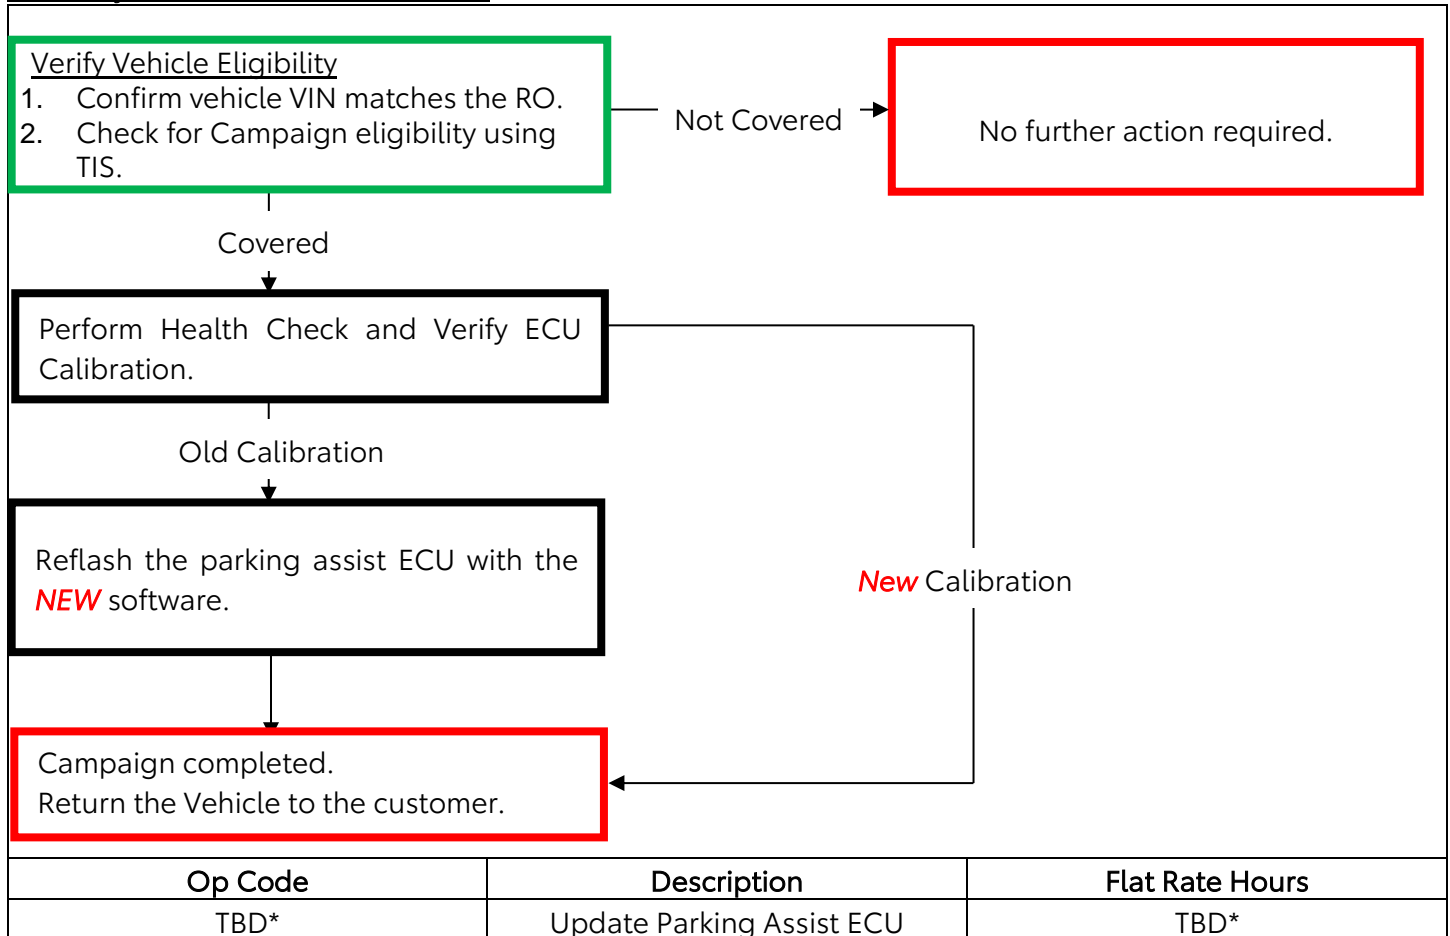 Verify Vehicle Eligibility
1. Confirm vehicle VIN matches the RO.
2. Check for Campaign eligibility using
TIS.
Not Covered
No further action required.
Covered
Perform Health Check and Verify ECU
Calibration.
Old Calibration
Reflash the parking assist ECU with the
NEW software.
New Calibration
Campaign completed.
Return the Vehicle to the customer.
Op Code Description Flat Rate Hours
TBD* Update Parking Assist ECU TBD*